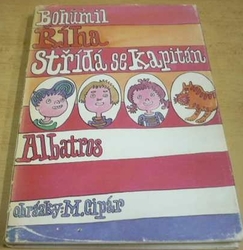 Bohumil
Říha
Střídá se kapitán
Albatros
obrázky: M. Cipár